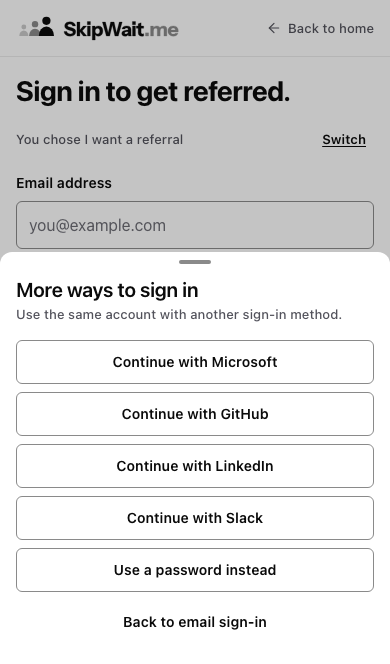 SkipWait.me
← Back to home
Sign in to get referred.
You chose I want a referral
Switch
Email address
you@example.com
More ways to sign in
Use the same account with another sign-in method.
Continue with Microsoft
Continue with GitHub
Continue with LinkedIn
Continue with Slack
Use a password instead
Back to email sign-in